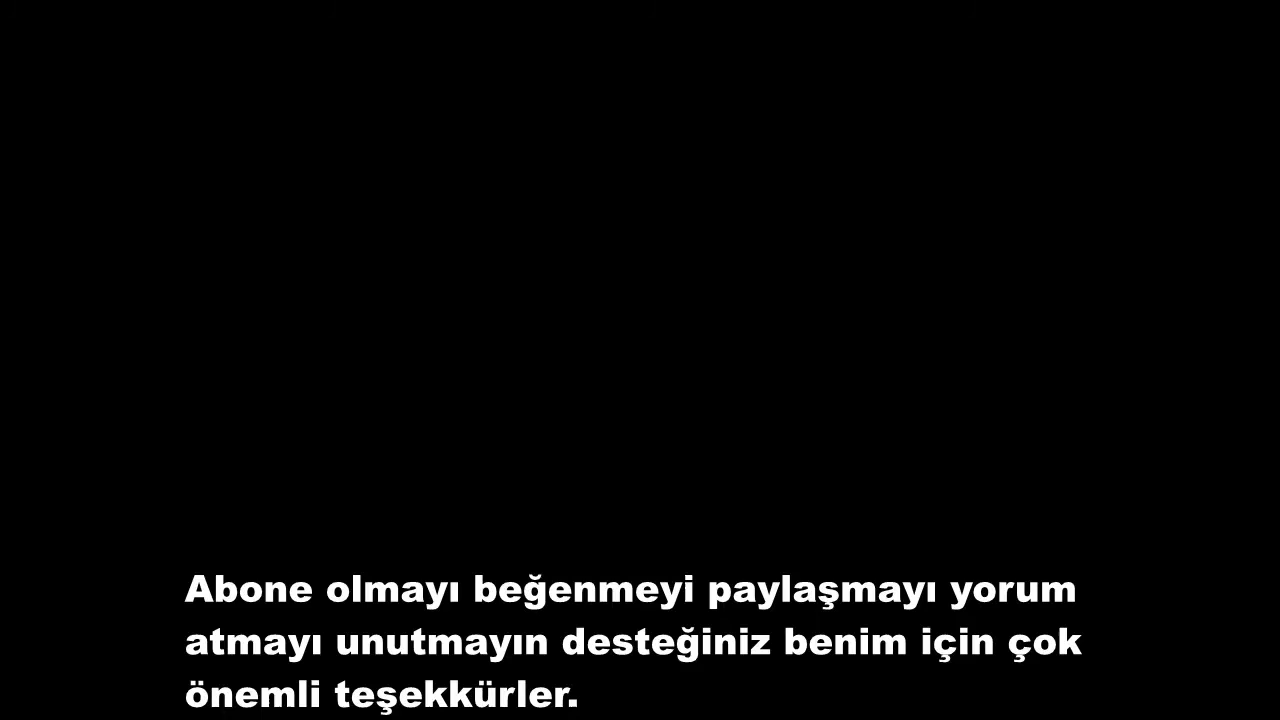 Abone olmayı beğenmeyi paylaşmayı yorum
atmayı unutmayın desteğiniz benim için çok
önemli teşekkürler.